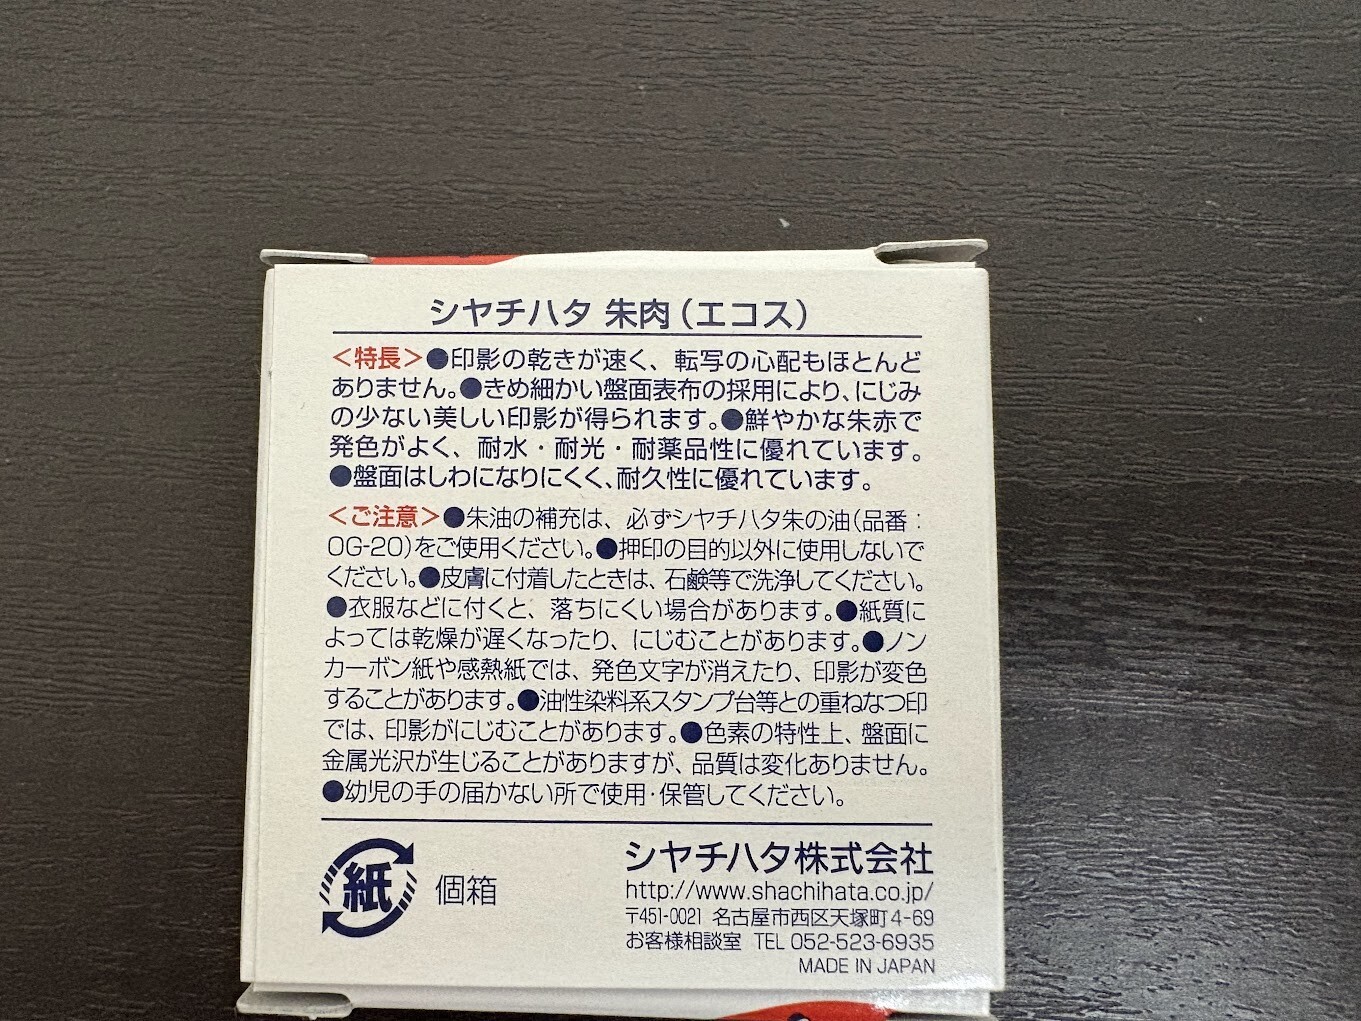 シヤチハタ 朱肉(エコス)
<特長>●印影の乾きが速く、転写の心配もほとんど
ありません。●きめ細かい盤面表布の採用により、にじみ
の少ない美しい印影が得られます。●鮮やかな朱赤で
発色がよく、耐水・耐光・耐薬品性に優れています。
●盤面はしわになりにくく、耐久性に優れています。
<ご注意>●朱油の補充は、必ずシヤチハタ朱の油(品番:
OG-20)をご使用ください。●押印の目的以外に使用しないで
ください。●皮膚に付着したときは、石鹸等で洗浄してください。
●衣服などに付くと、落ちにくい場合があります。●紙質に
よっては乾燥が遅くなったり、にじむことがあります。●ノン
カーボン紙や感熱紙では、発色文字が消えたり、印影が変色
することがあります。●油性染料系スタンプ台等との重ねなつ印
では、印影がにじむことがあります。●色素の特性上、盤面に
金属光沢が生じることがありますが、品質は変化ありません。
●幼児の手の届かない所で使用・保管してください。
紙 個箱
シヤチハタ株式会社
http://www.shachihata.co.jp/
〒451-0021 名古屋市西区天塚町4-69
お客様相談室 TEL 052-523-6935
MADE IN JAPAN